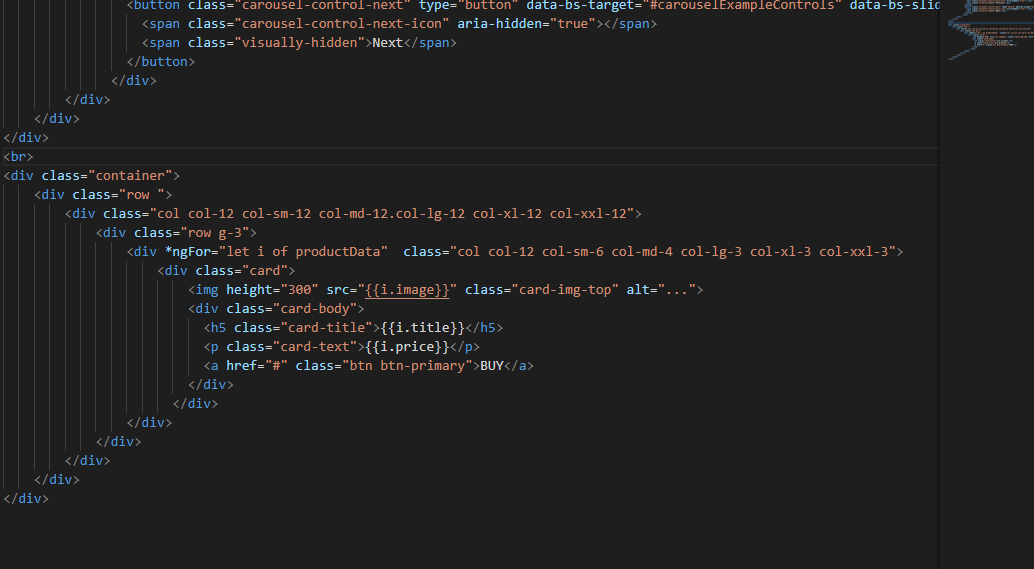 <button class="carousel-control-next" type="button" data-bs-target="#carouselExampleControls" data-bs-slid
<span class="carousel-control-next-icon" aria-hidden="true"></span>
<span class="visually-hidden">Next</span>
</button>
</div>
</div>
</div>
</div>
<br>
<div class="container">
<div class="row ">
<div class="col col-12 col-sm-12 col-md-12.col-lg-12 col-xl-12 col-xxl-12">
<div class="row g-3">
<div *ngFor="let i of productData"  class="col col-12 col-sm-6 col-md-4 col-lg-3 col-xl-3 col-xxl-3">
<div class="card">
<img height="300" src="{{i.image}}" class="card-img-top" alt="...">
<div class="card-body">
<h5 class="card-title">{{i.title}}</h5>
<p class="card-text">{{i.price}}</p>
<a href="#" class="btn btn-primary">BUY</a>
</div>
</div>
</div>
</div>
</div>
</div>
</div>